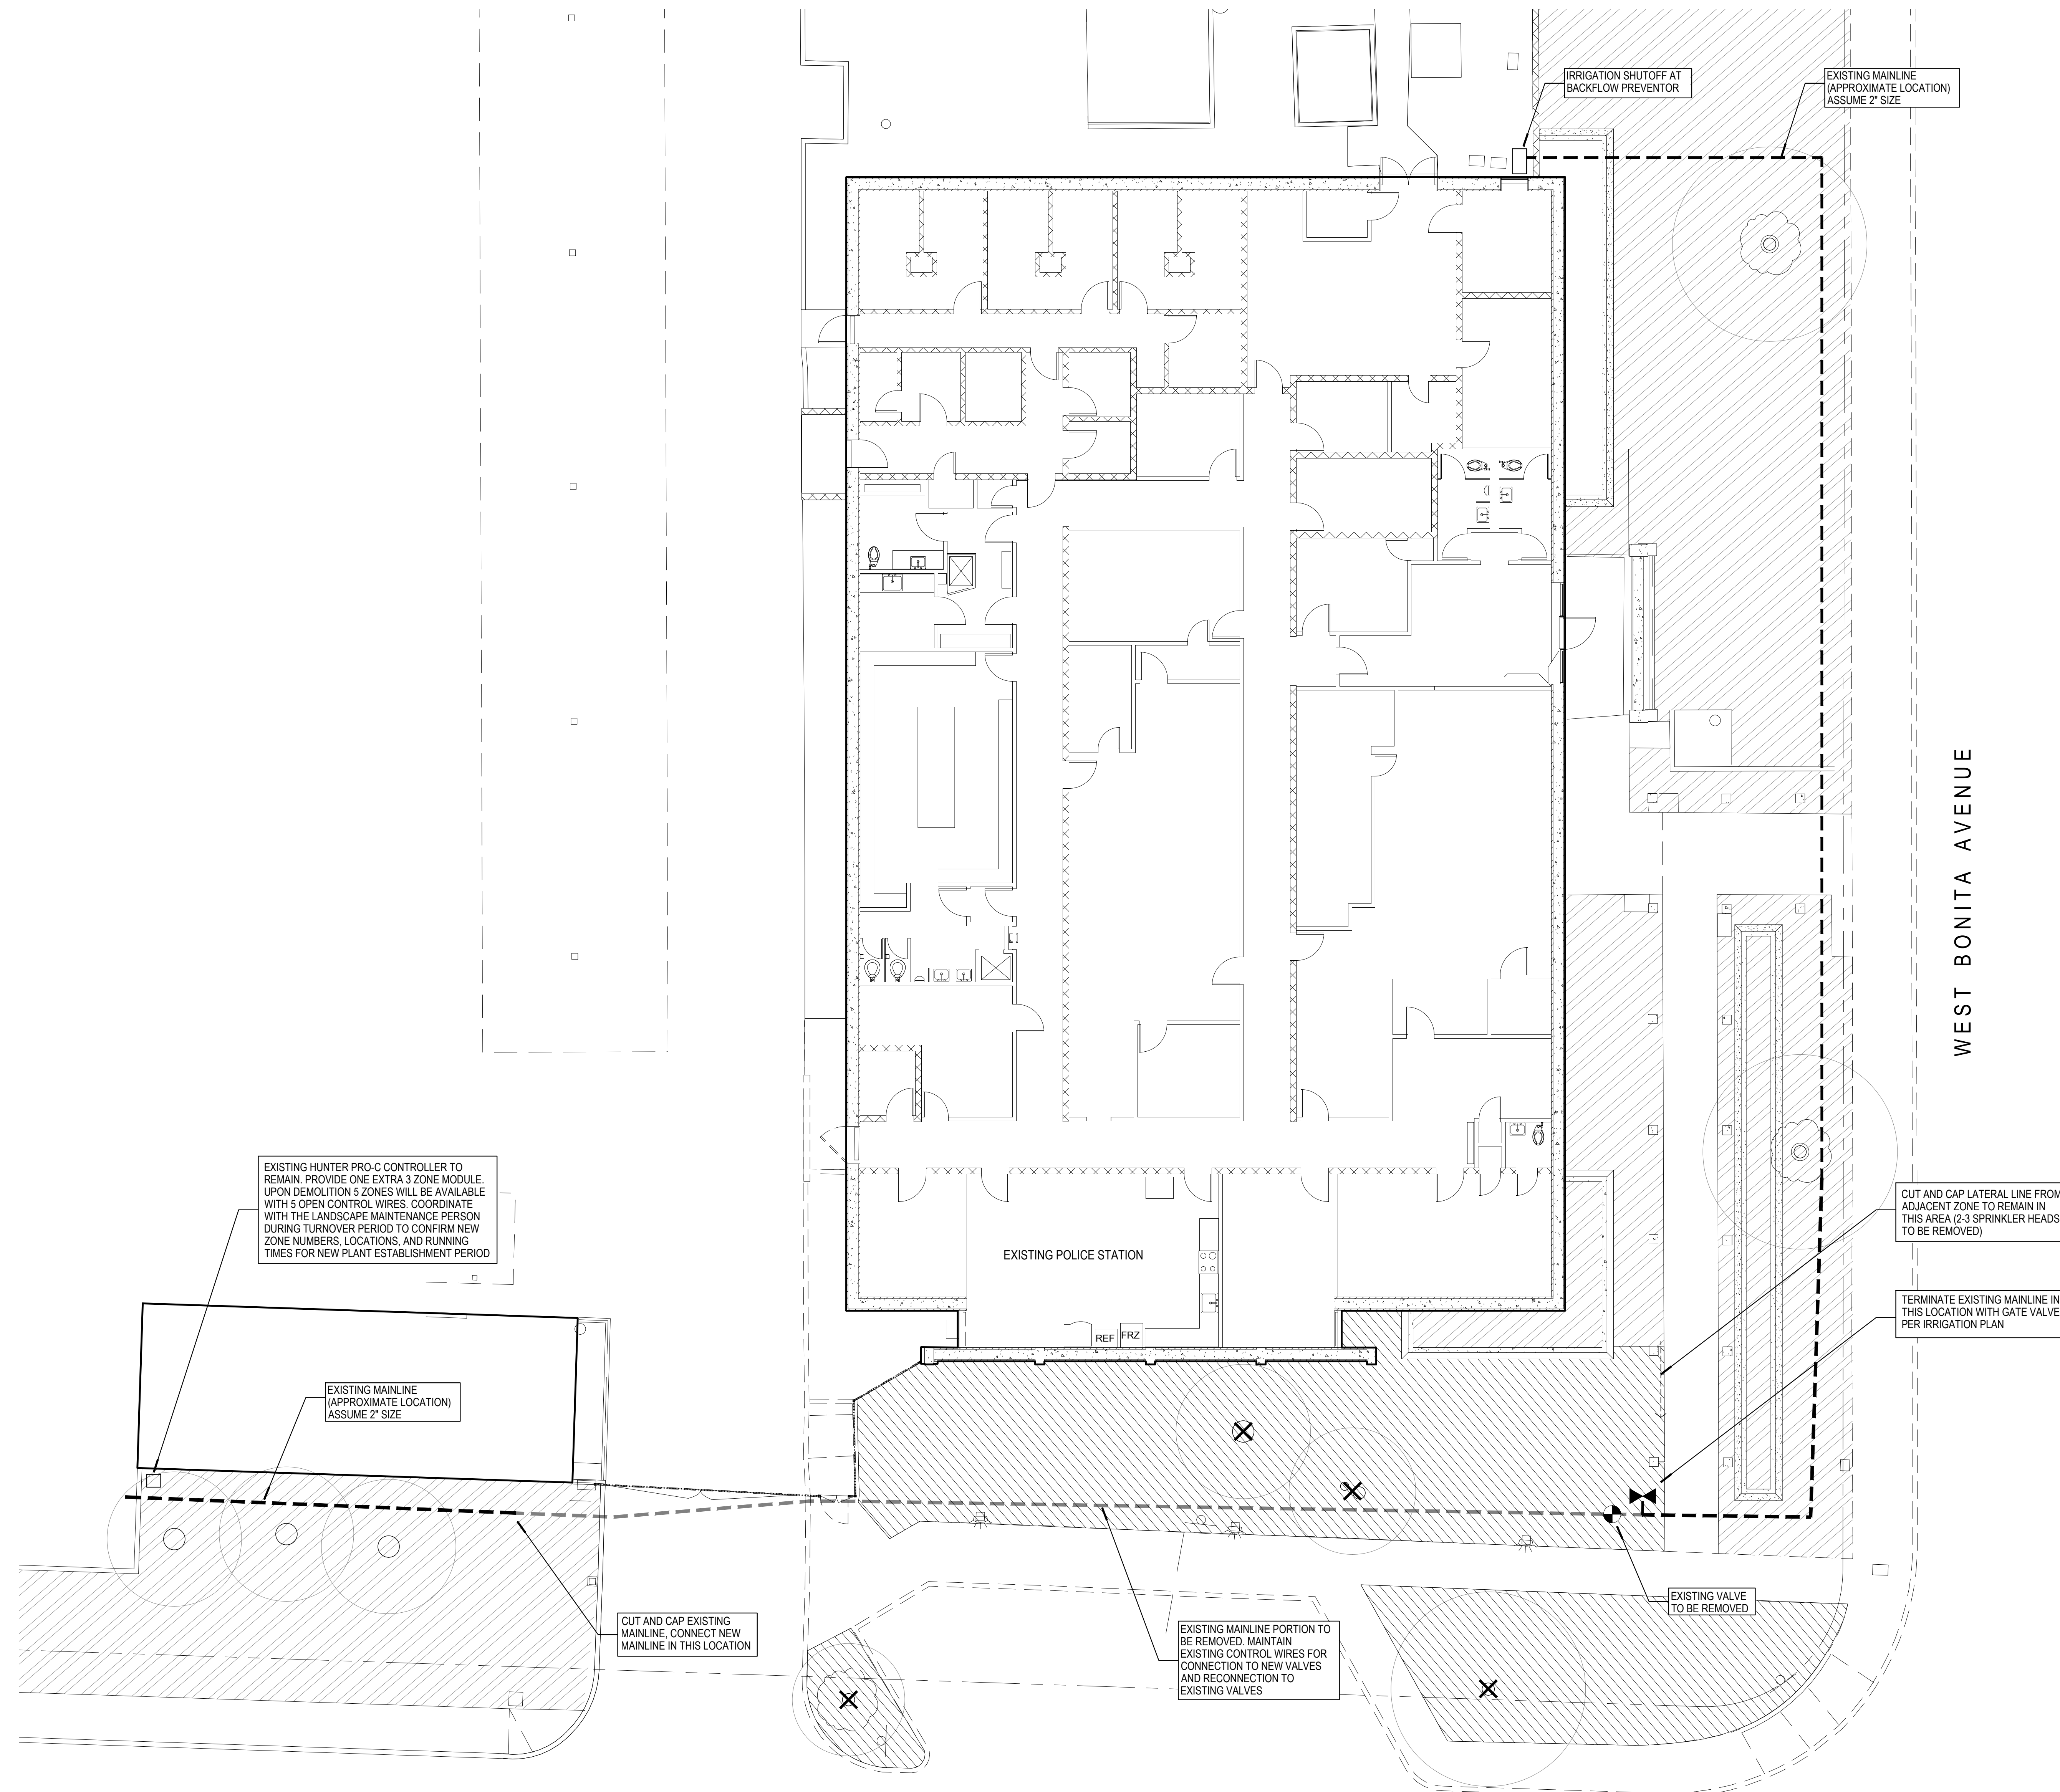 IRRIGATION SHUTOFF AT
BACKFLOW PREVENTOR
EXISTING MAINLINE
(APPROXIMATE LOCATION)
ASSUME 2" SIZE
WEST BONITA AVENUE
EXISTING HUNTER PRO-C CONTROLLER TO
REMAIN. PROVIDE ONE EXTRA 3 ZONE MODULE.
UPON DEMOLITION 5 ZONES WILL BE AVAILABLE
WITH 5 OPEN CONTROL WIRES. COORDINATE
WITH THE LANDSCAPE MAINTENANCE PERSON
DURING TURNOVER PERIOD TO CONFIRM NEW
ZONE NUMBERS, LOCATIONS, AND RUNNING
TIMES FOR NEW PLANT ESTABLISHMENT PERIOD
CUT AND CAP LATERAL LINE FROM
ADJACENT ZONE TO REMAIN IN
THIS AREA (2-3 SPRINKLER HEADS
TO BE REMOVED)
EXISTING POLICE STATION
TERMINATE EXISTING MAINLINE IN
THIS LOCATION WITH GATE VALVE
PER IRRIGATION PLAN
REF
FRZ
EXISTING MAINLINE
(APPROXIMATE LOCATION)
ASSUME 2" SIZE
EXISTING VALVE
TO BE REMOVED
CUT AND CAP EXISTING
MAINLINE, CONNECT NEW
MAINLINE IN THIS LOCATION
EXISTING MAINLINE PORTION TO
BE REMOVED. MAINTAIN
EXISTING CONTROL WIRES FOR
CONNECTION TO NEW VALVES
AND RECONNECTION TO
EXISTING VALVES